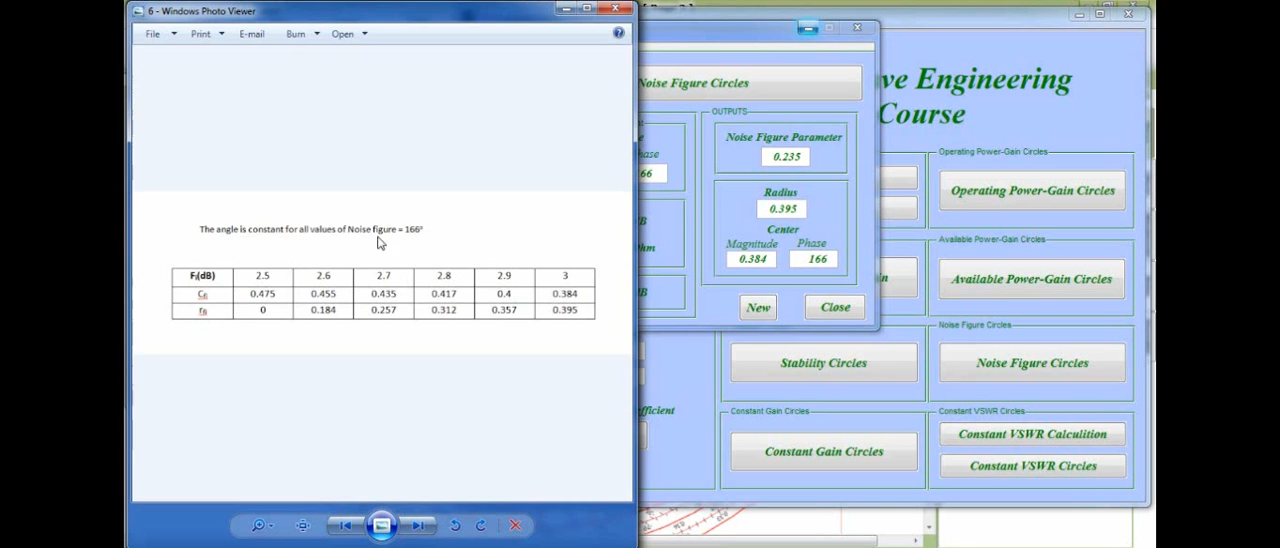 6 - Windows Photo Viewer
File Print E-mail Burn Open
The angle is constant for all values of Noise figure = 166°
Fi(dB) 2.5 2.6 2.7 2.8 2.9 3
0.475 0.455 0.435 0.417 0.4 0.384
0 0.184 0.257 0.312 0.357 0.395
Noise Figure Circles
OUTPUTS
Noise Figure Parameter
0.235
66
Radius
0.395
Center
Magnitude Phase
0.384 166
New Close
Engineering
Course
Operating Power-Gain Circles
Operating Power-Gain Circles
Available Power-Gain Circles
Available Power-Gain Circles
Noise Figure Circles
Stability Circles
Noise Figure Circles
Constant Gain Circles
Constant Gain Circles
Constant VSWR Circles
Constant VSWR Calculition
Constant VSWR Circles